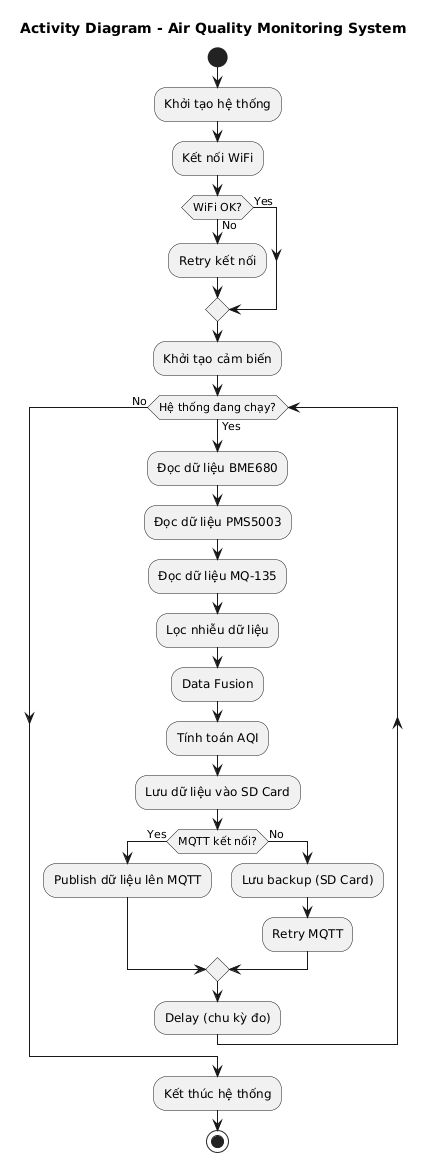 Activity Diagram - Air Quality Monitoring System
Khởi tạo hệ thống
Kết nối WiFi
WiFi OK?
Yes
No
Retry kết nối
Khởi tạo cảm biến
No
Hệ thống đang chạy?
Yes
Đọc dữ liệu BME680
Đọc dữ liệu PMS5003
Đọc dữ liệu MQ-135
Lọc nhiễu dữ liệu
Data Fusion
Tính toán AQI
Lưu dữ liệu vào SD Card
Yes
MQTT kết nối?
No
Publish dữ liệu lên MQTT
Lưu backup (SD Card)
Retry MQTT
Delay (chu kỳ đo)
Kết thúc hệ thống